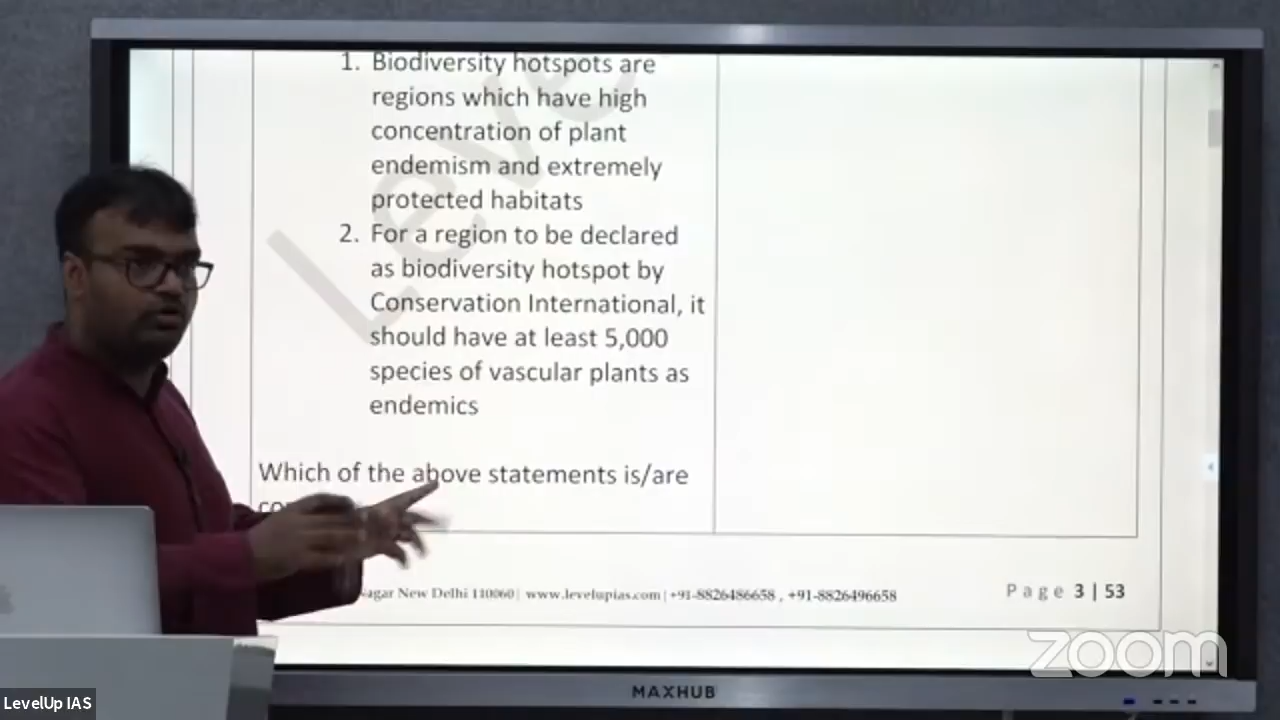 1. Biodiversity hotspots are
regions which have high
concentration of plant
endemism and extremely
protected habitats
2. For a region to be declared
as biodiversity hotspot by
Conservation International, it
should have at least 5,000
species of vascular plants as
endemics
Which of the above statements is/are
Nagar New Delhi 110060 | www.levelupias.com | +91-8826486658 , +91-8826496658
Page 3 | 53
zoom
MAXHUB
LevelUp IAS